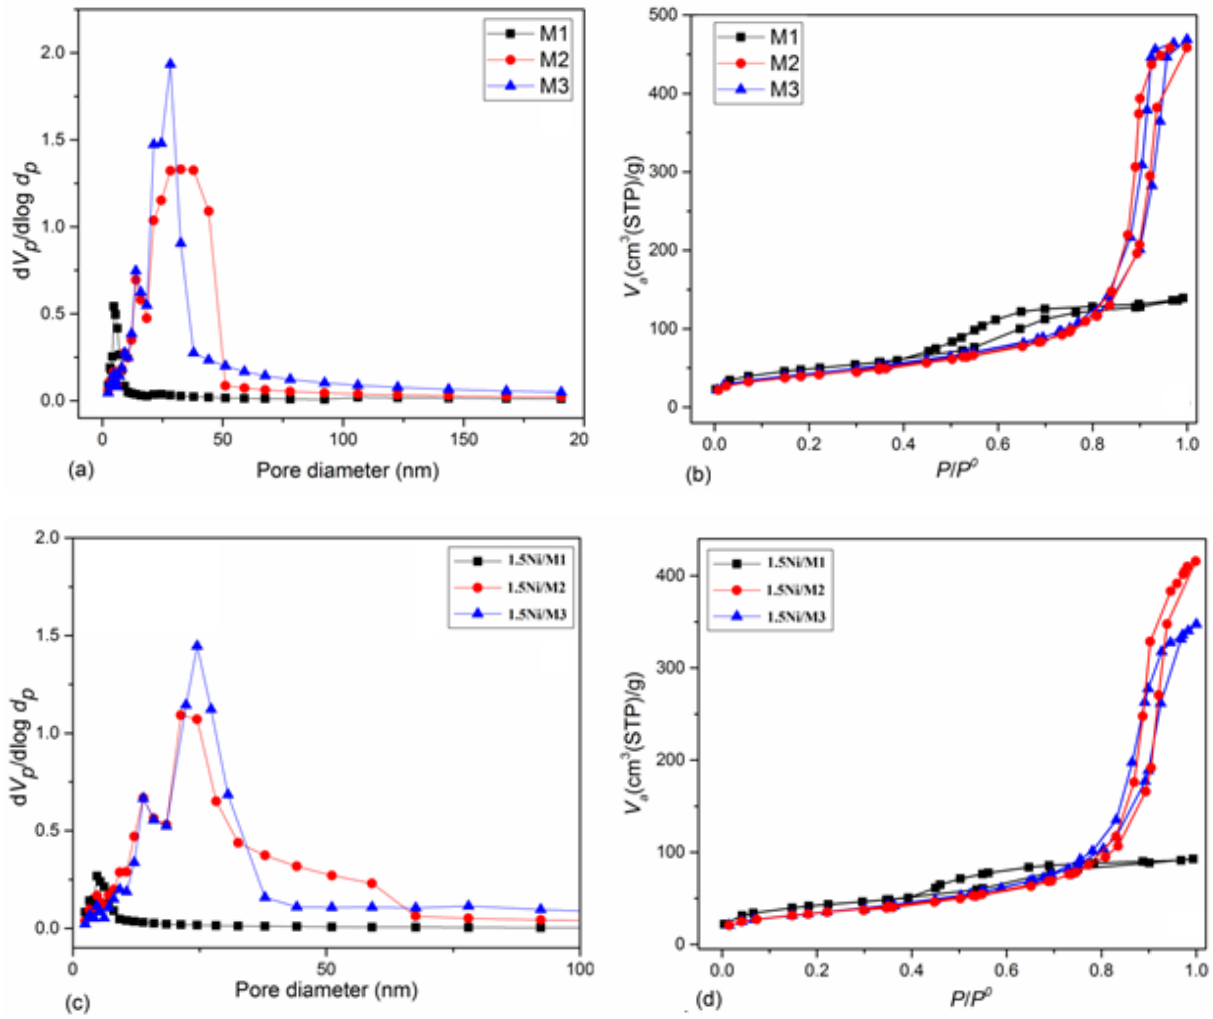 2.0
1.5
1.0
0.5
0.0
dVp/dlog dp
M1
M2
M3
0 50 100 150 20
(a) Pore diameter (nm)
500
400
300
200
100
0
Va(cm³(STP)/g)
M1
M2
M3
0.0 0.2 0.4 0.6 0.8 1.0
(b) P/P⁰
2.0
1.5
1.0
0.5
0.0
dVp/dlog dp
1.5Ni/M1
1.5Ni/M2
1.5Ni/M3
0 50 100
(c) Pore diameter (nm)
400
300
200
100
0
Va(cm³(STP)/g)
1.5Ni/M1
1.5Ni/M2
1.5Ni/M3
0.0 0.2 0.4 0.6 0.8 1.0
(d) P/P⁰